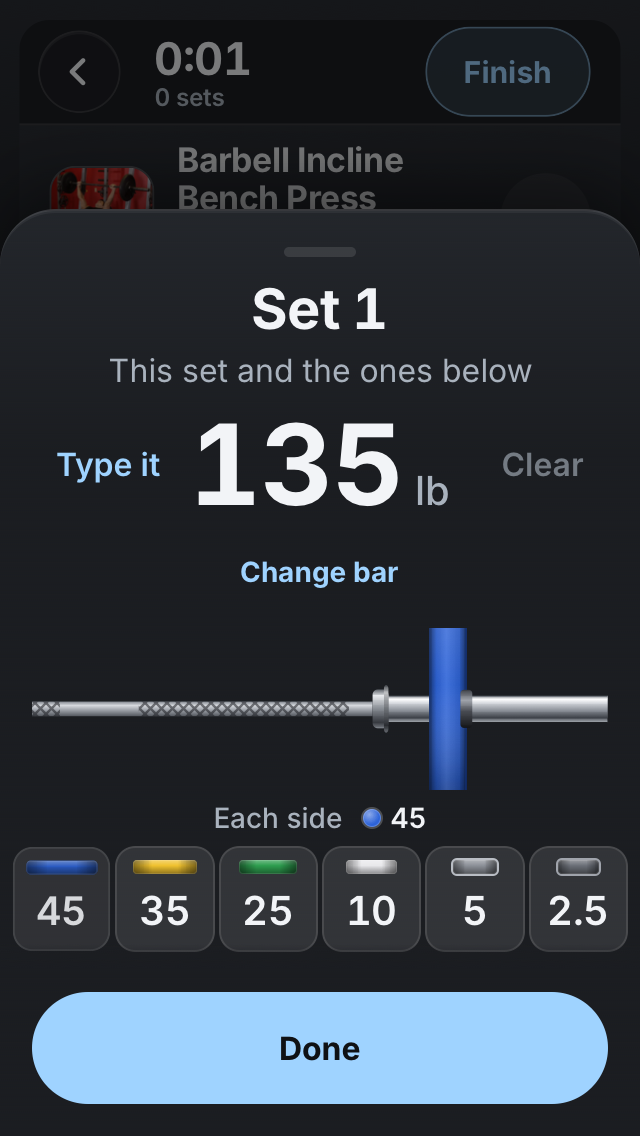 0:01
0 sets
Finish
Barbell Incline
Bench Press
Set 1
This set and the ones below
Type it
135 lb
Clear
Change bar
Each side 45
45
35
25
10
5
2.5
Done